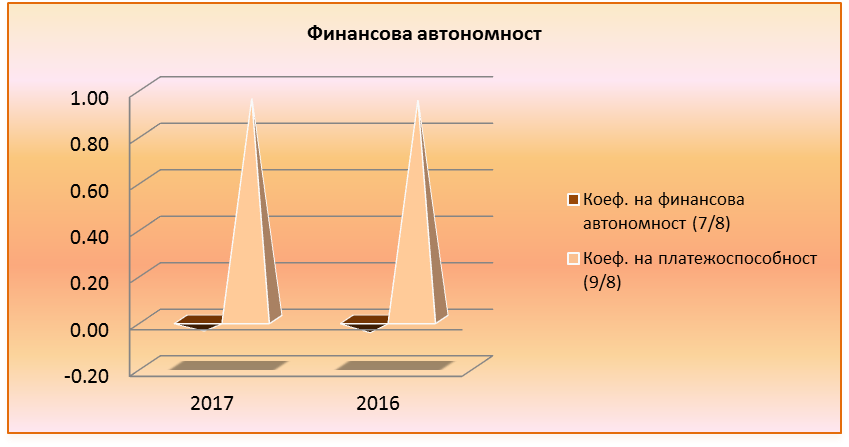 Финансова автономност
1.00
0.80
0.60
0.40
0.20
0.00
-0.20
2017
2016
Коеф. на финансова
автономност (7/8)
Коеф. на платежоспособност
(9/8)